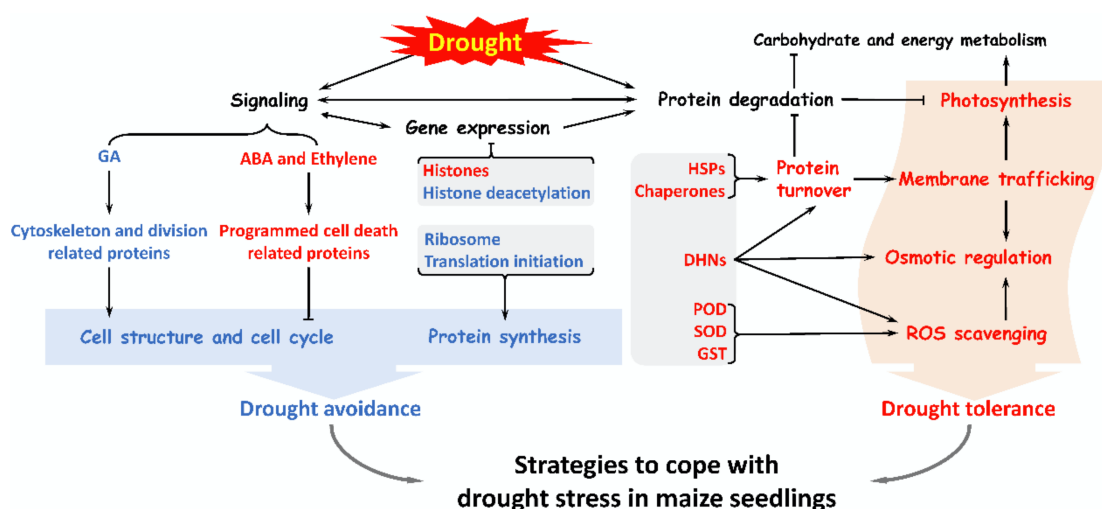 Drought
Carbohydrate and energy metabolism
Signaling
Protein degradation
Photosynthesis
Gene expression
GA
ABA and Ethylene
Histones
Histone deacetylation
HSPs
Chaperones
Protein
turnover
Membrane trafficking
Cytoskeleton and division
related proteins
Programmed cell death
related proteins
Ribosome
Translation initiation
DHNs
Osmotic regulation
POD
SOD
GST
ROS scavenging
Cell structure and cell cycle
Protein synthesis
Drought avoidance
Drought tolerance
Strategies to cope with
drought stress in maize seedlings